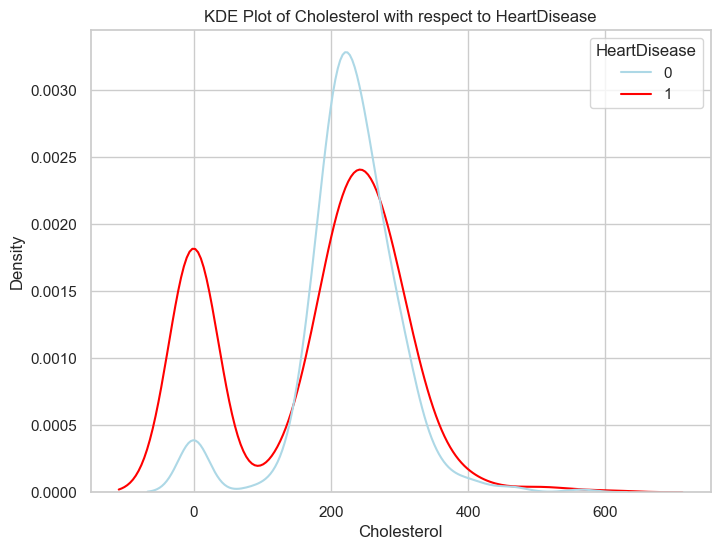 KDE Plot of Cholesterol with respect to HeartDisease
HeartDisease
0
1
0.0030
0.0025
0.0020
0.0015
0.0010
0.0005
0.0000
Density
0 200 400 600
Cholesterol